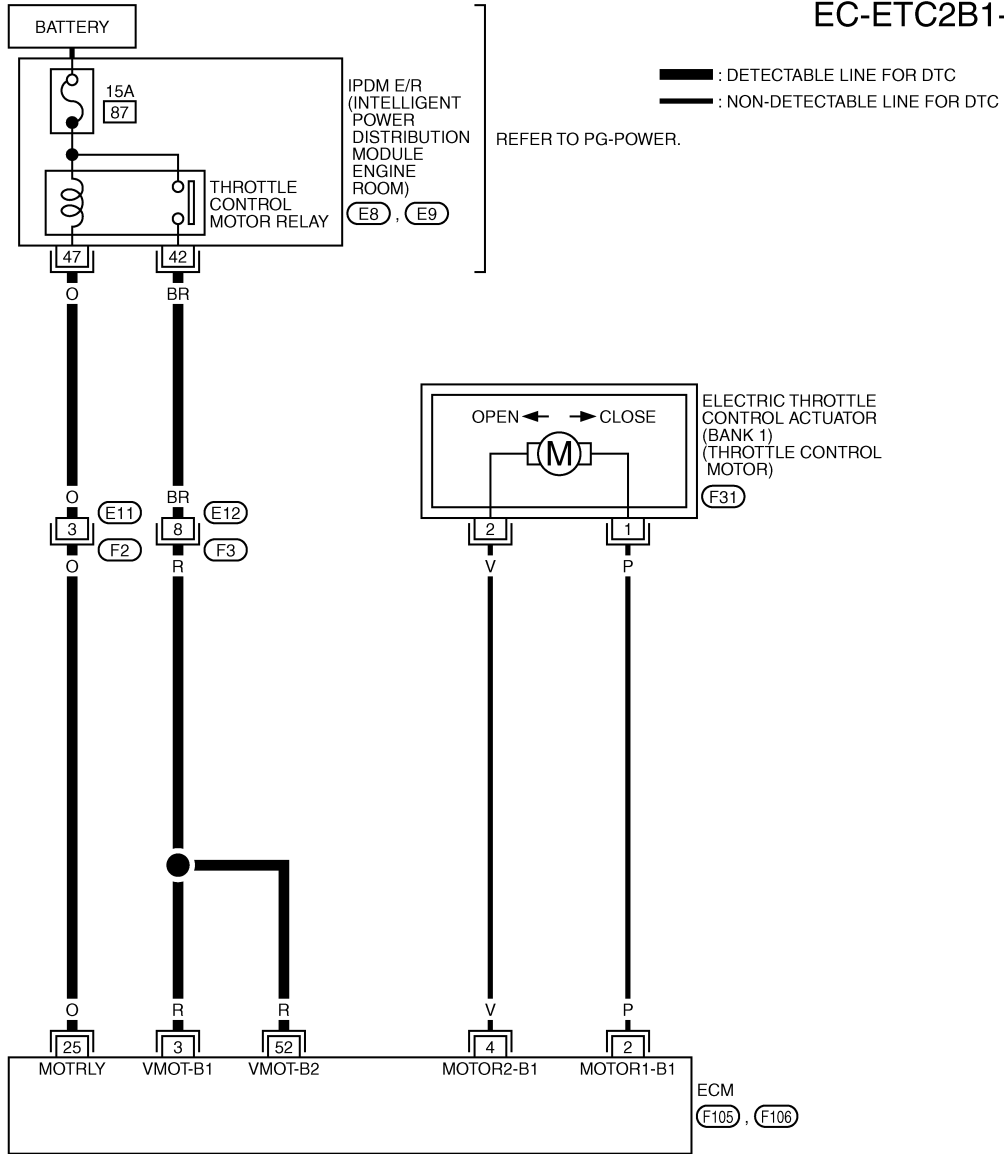 EC-ETC2B1-
BATTERY
: DETECTABLE LINE FOR DTC
: NON-DETECTABLE LINE FOR DTC
15A
87
IPDM E/R
(INTELLIGENT
POWER
DISTRIBUTION
MODULE
ENGINE
ROOM)
E8 , E9
REFER TO PG-POWER.
THROTTLE
CONTROL
MOTOR RELAY
47
42
O
BR
OPEN
CLOSE
M
ELECTRIC THROTTLE
CONTROL ACTUATOR
(BANK 1)
(THROTTLE CONTROL
MOTOR)
F31
O
BR
3
E11
8
E12
2
1
F2
F3
O
R
V
P
O
R
R
V
P
25
3
52
4
2
MOTRLY
VMOT-B1
VMOT-B2
MOTOR2-B1
MOTOR1-B1
ECM
F105 , F106